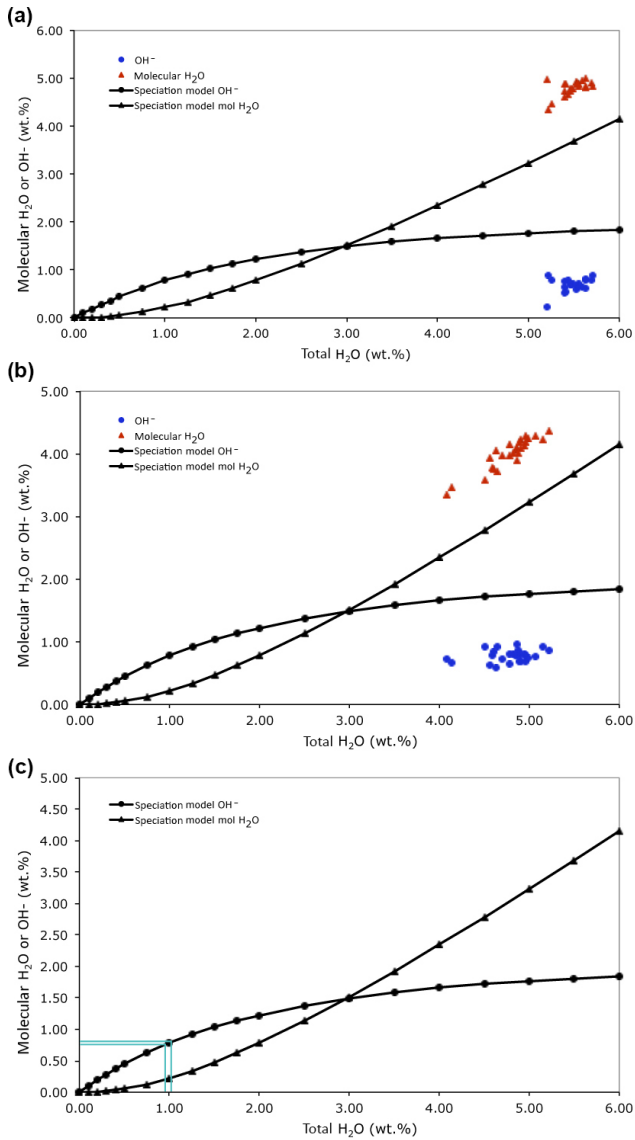 (a)
6.00
5.00
4.00
3.00
2.00
1.00
0.00
Molecular H₂O or OH- (wt.%)
OH⁻
Molecular H₂O
Speciation model OH⁻
Speciation model mol H₂O
0.00 1.00 2.00 3.00 4.00 5.00 6.00
Total H₂O (wt.%)
(b)
5.00
4.00
3.00
2.00
1.00
0.00
Molecular H₂O or OH- (wt.%)
OH⁻
Molecular H₂O
Speciation model OH⁻
Speciation model mol H₂O
0.00 1.00 2.00 3.00 4.00 5.00 6.00
Total H₂O (wt.%)
(c)
5.00
4.50
4.00
3.50
3.00
2.50
2.00
1.50
1.00
0.50
0.00
Molecular H₂O or OH- (wt.%)
Speciation model OH⁻
Speciation model mol H₂O
0.00 1.00 2.00 3.00 4.00 5.00 6.00
Total H₂O (wt.%)